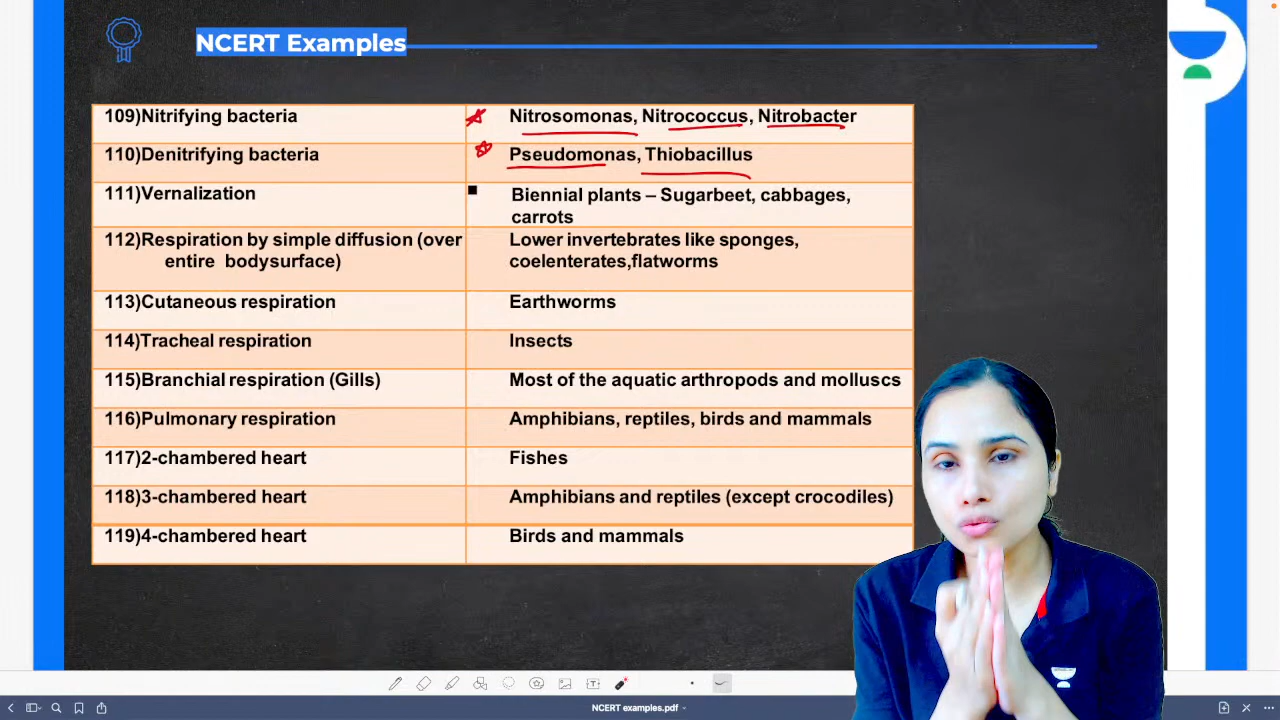 NCERT Examples
109)Nitrifying bacteria
Nitrosomonas, Nitrococcus, Nitrobacter
110)Denitrifying bacteria
Pseudomonas, Thiobacillus
111)Vernalization
Biennial plants – Sugarbeet, cabbages,
carrots
112)Respiration by simple diffusion (over
entire bodysurface)
Lower invertebrates like sponges,
coelenterates,flatworms
113)Cutaneous respiration
Earthworms
114)Tracheal respiration
Insects
115)Branchial respiration (Gills)
Most of the aquatic arthropods and molluscs
116)Pulmonary respiration
Amphibians, reptiles, birds and mammals
117)2-chambered heart
Fishes
118)3-chambered heart
Amphibians and reptiles (except crocodiles)
119)4-chambered heart
Birds and mammals
NCERT examples.pdf